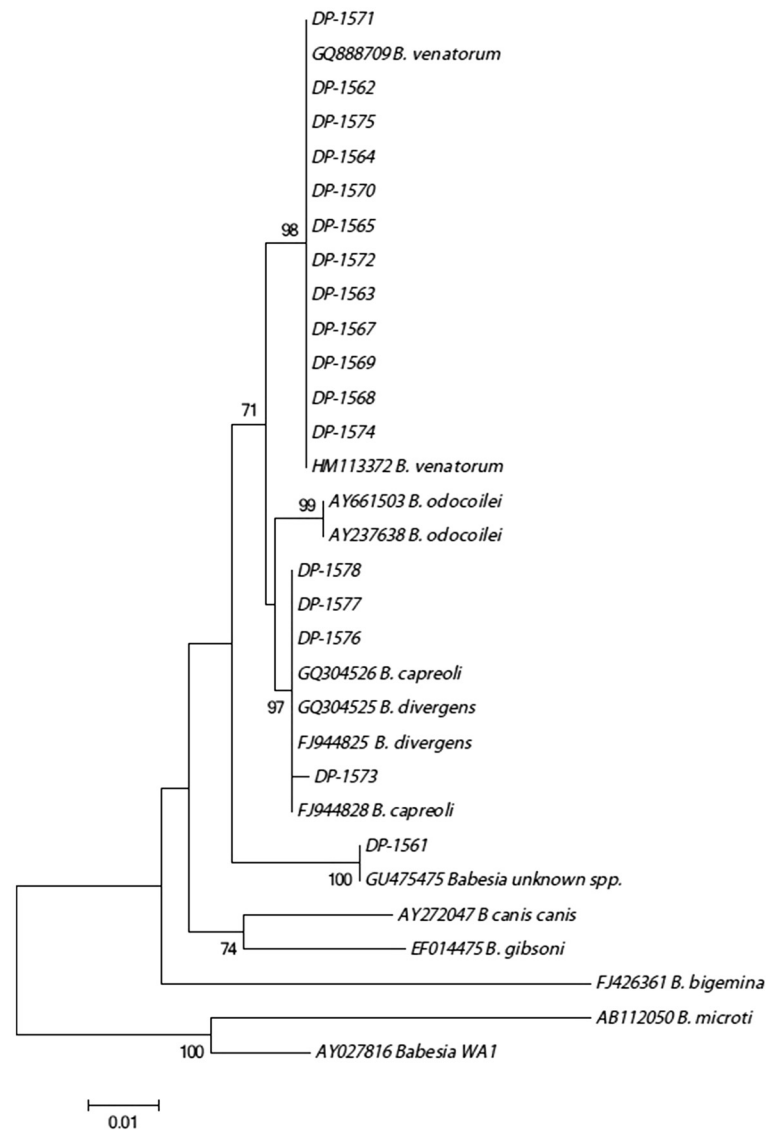 DP-1571
GQ888709 B. venatorum
DP-1562
DP-1575
DP-1564
DP-1570
98
DP-1565
DP-1572
DP-1563
DP-1567
DP-1569
DP-1568
71
DP-1574
HM113372 B. venatorum
99
AY661503 B. odocoilei
AY237638 B. odocoilei
DP-1578
DP-1577
DP-1576
GQ304526 B. capreoli
97
GQ304525 B. divergens
FJ944825 B. divergens
DP-1573
FJ944828 B. capreoli
DP-1561
100
GU475475 Babesia unknown spp.
AY272047 B canis canis
74
EF014475 B. gibsoni
FJ426361 B. bigemina
AB112050 B. microti
100
AY027816 Babesia WA1
0.01